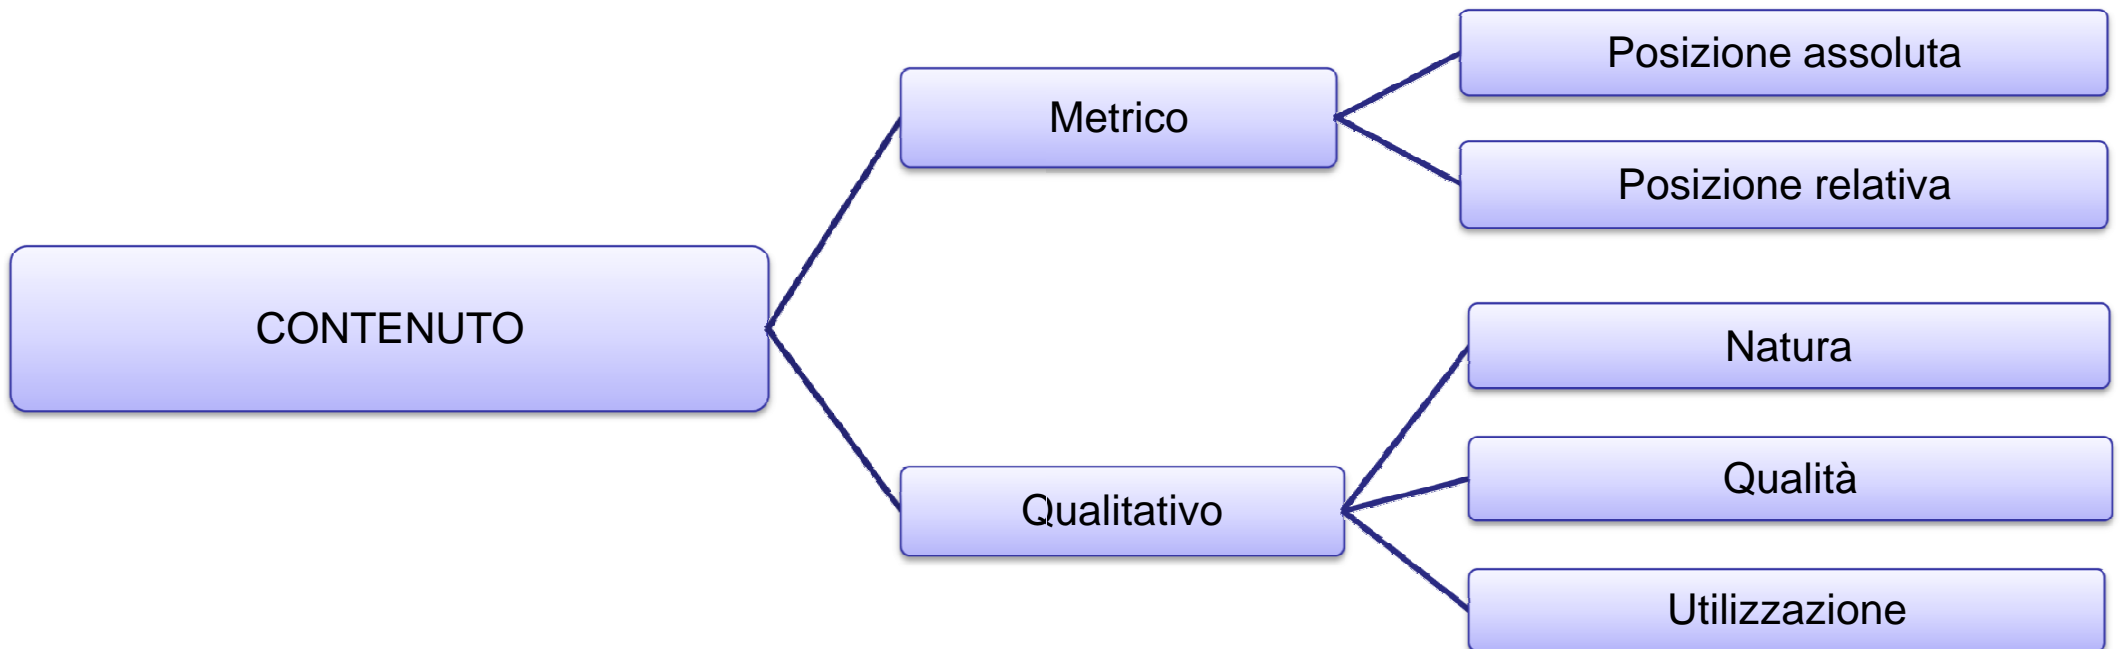 CONTENUTO
Metrico
Posizione assoluta
Posizione relativa
Qualitativo
Natura
Qualità
Utilizzazione